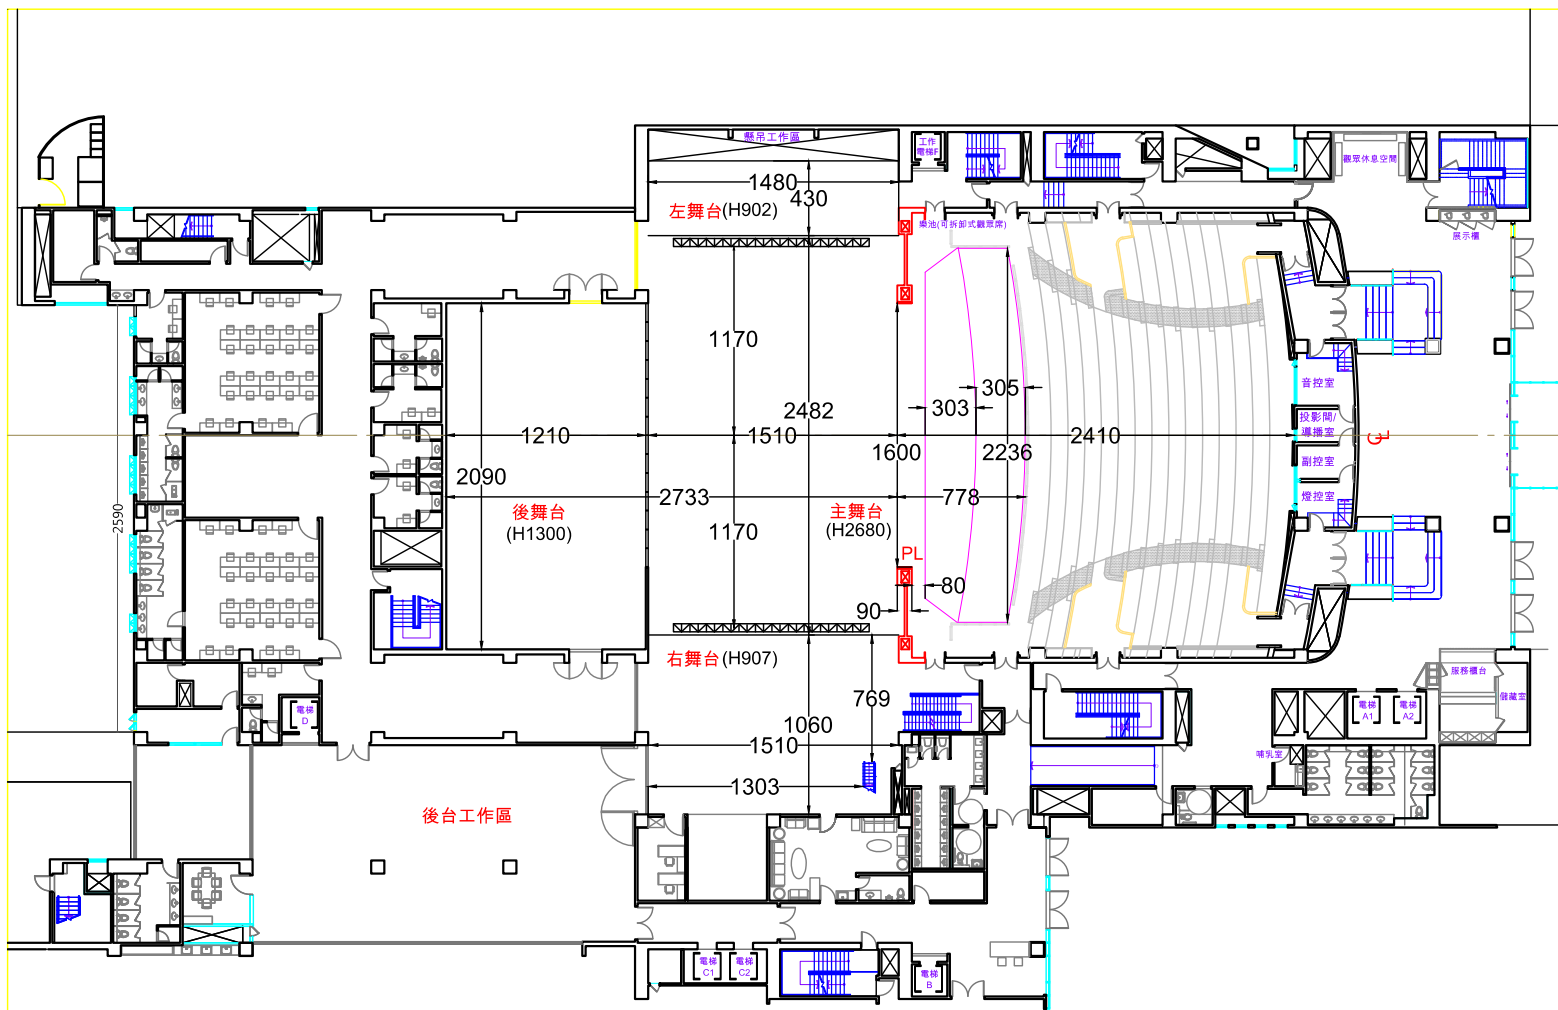 懸吊工作區
工作
電梯F
觀眾休息空間
1480
430
左舞台(H902)
樂池(可拆卸式觀眾席)
展示櫃
1170
305
303
2482
音控室
投影間/
導播室
1210
1510
1600
2236
2410
CL
副控室
2090
2733
778
燈控室
後舞台
(H1300)
主舞台
(H2680)
2590
1170
PL
80
90
右舞台(H907)
769
服務櫃台
儲藏室
電梯
D
電梯
A1
電梯
A2
1060
1510
哺乳室
1303
後台工作區
電梯
C1
電梯
C2
電梯
B